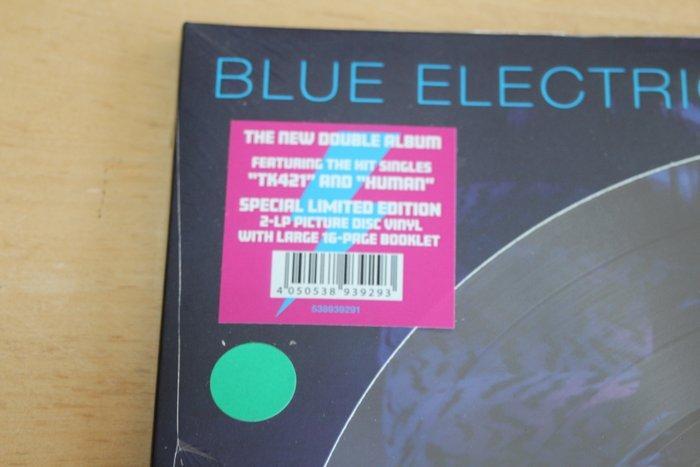 BLUE ELECTRI
THE NEW DOUBLE ALBUM
FEATURING THE HIT SINGLES
"TK421" AND "HUMAN"
SPECIAL LIMITED EDITION
2-LP PICTURE DISC VINYL
WITH LARGE 16-PAGE BOOKLET
4 050538 939293
538939291